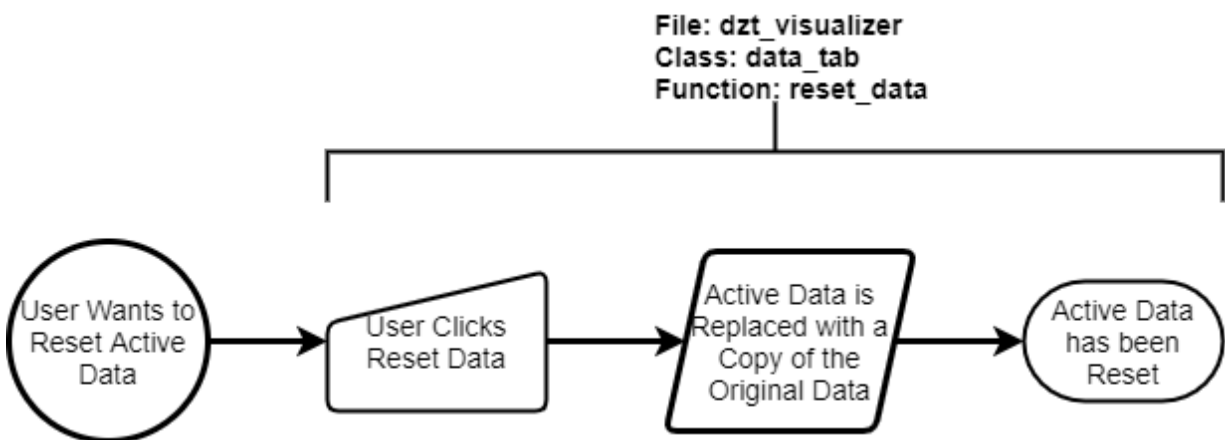 File: dzt_visualizer
Class: data_tab
Function: reset_data
User Wants to
Reset Active
Data
User Clicks
Reset Data
Active Data is
Replaced with a
Copy of the
Original Data
Active Data
has been
Reset